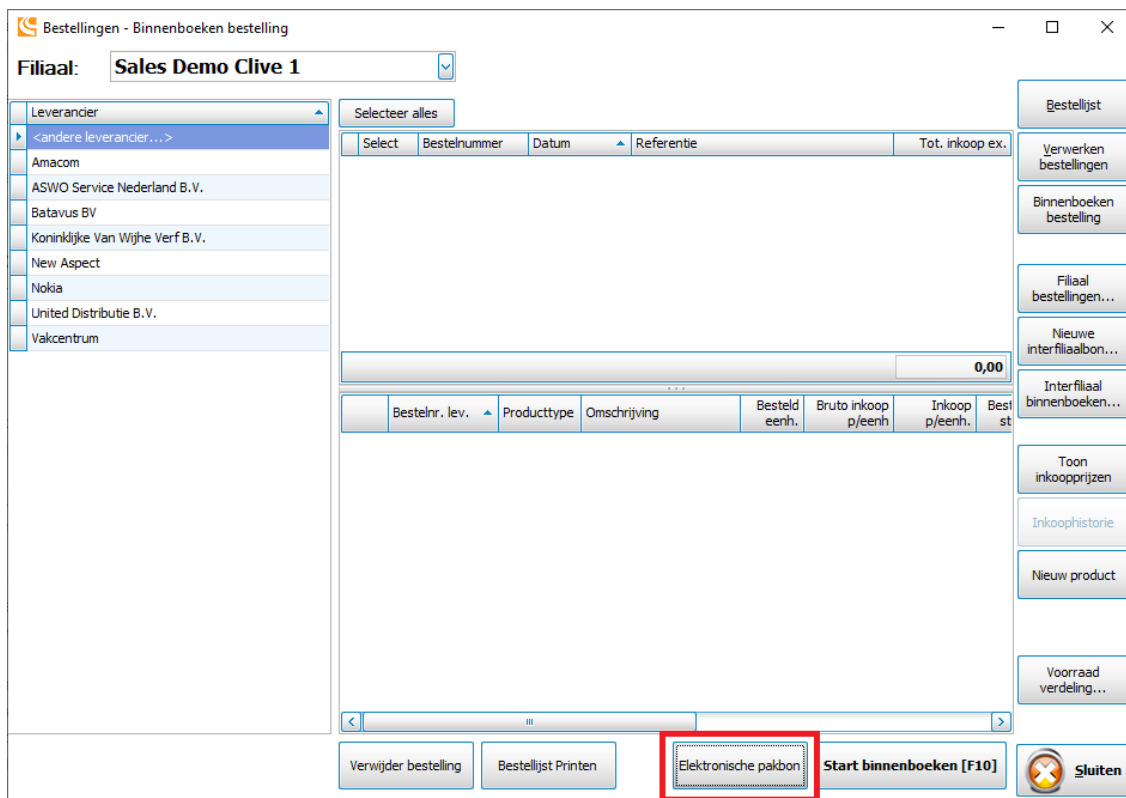 Bestellingen - Binnenboeken bestelling
Filiaal: Sales Demo Clive 1
Leverancier
<andere leverancier...>
Amacom
ASWO Service Nederland B.V.
Batavus BV
Koninklijke Van Wijhe Verf B.V.
New Aspect
Nokia
United Distributie B.V.
Vakcentrum
Selecteer alles
Select Bestelnummer Datum Referentie Tot. inkoop ex.
0,00
Bestelnr. lev. Producttype Omschrijving Besteld eenh. Bruto inkoop p/eenh Inkoop p/eenh. Best st
Verwijder bestelling
Bestellijst Printen
Elektronische pakbon
Start binnenboeken [F10]
Bestellijst
Verwerken
bestellingen
Binnenboeken
bestelling
Filiaal
bestellingen...
Nieuwe
interfiliaalbon...
Interfiliaal
binnenboeken...
Toon
inkoopprijzen
Inkoophistorie
Nieuw product
Voorraad
verdeling...
Sluiten